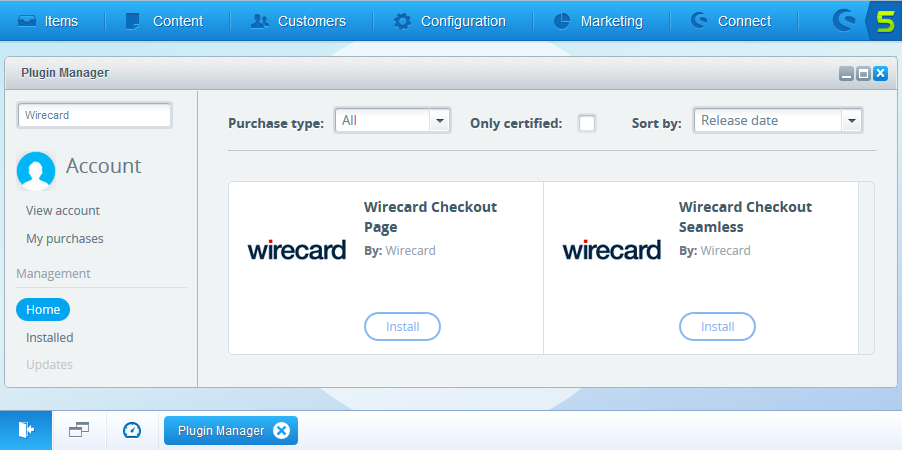 Items Content Customers Configuration Marketing Connect 5
Plugin Manager
Wirecard
Purchase type: All Only certified: Sort by: Release date
Account
View account
My purchases
Management
Home
Installed
Updates
wirecard
Wirecard Checkout
Page
By: Wirecard
Install
wirecard
Wirecard Checkout
Seamless
By: Wirecard
Install
Plugin Manager